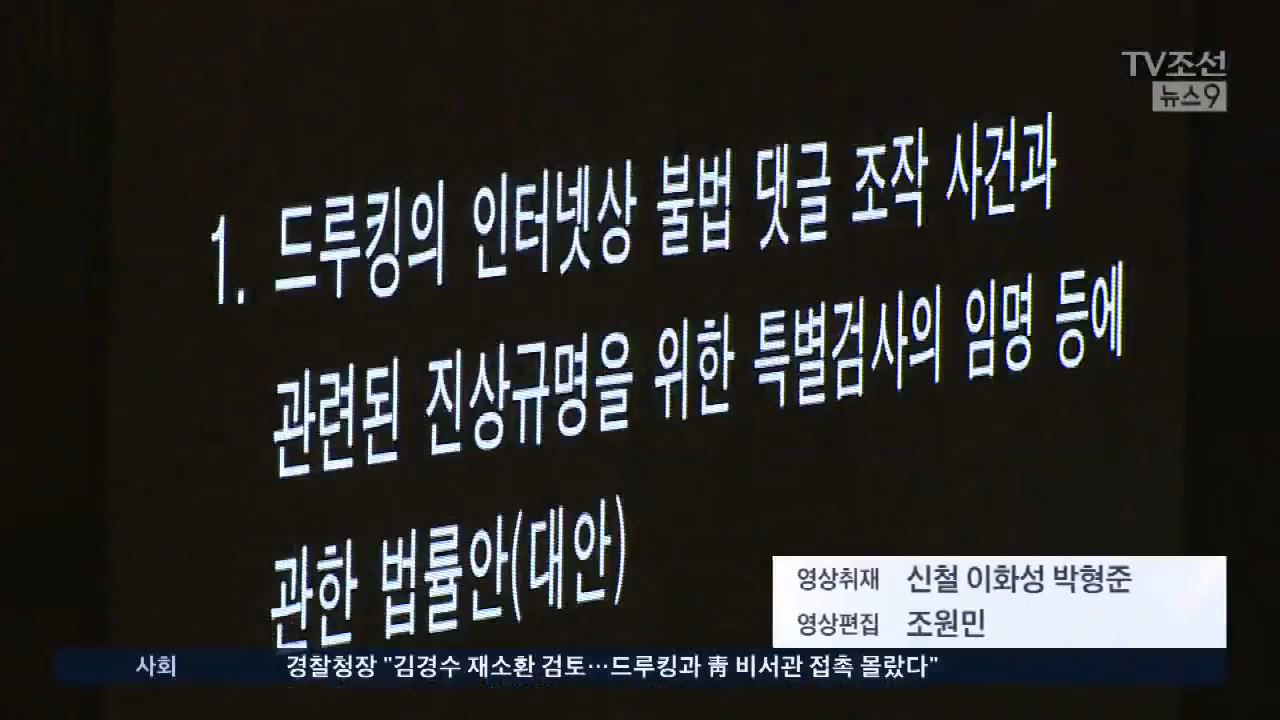 TV조선
뉴스9
1. 드루킹의 인터넷상 불법 댓글 조작 사건과
관련된 진상규명을 위한 특별검사의 임명 등에
관한 법률안(대안)
영상취재 신철 이화성 박형준
영상편집 조원민
사회 경찰청장 "김경수 재소환 검토…드루킹과 靑 비서관 접촉 몰랐다"